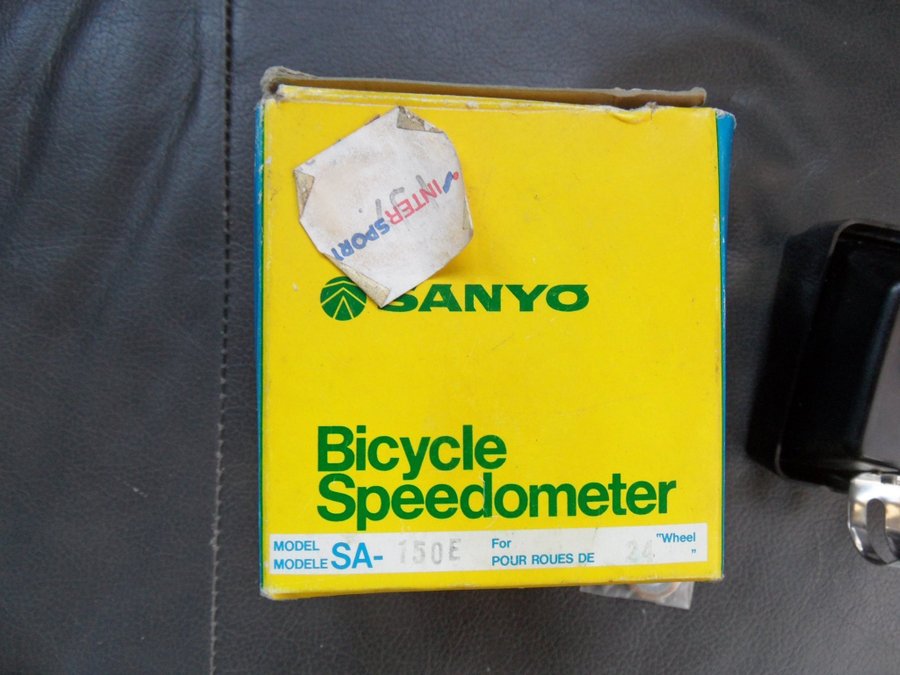 INTERSPORT
SANYO
Bicycle
Speedometer
MODEL
MODELE SA- 150E
For 24 "Wheel
POUR ROUES DE "